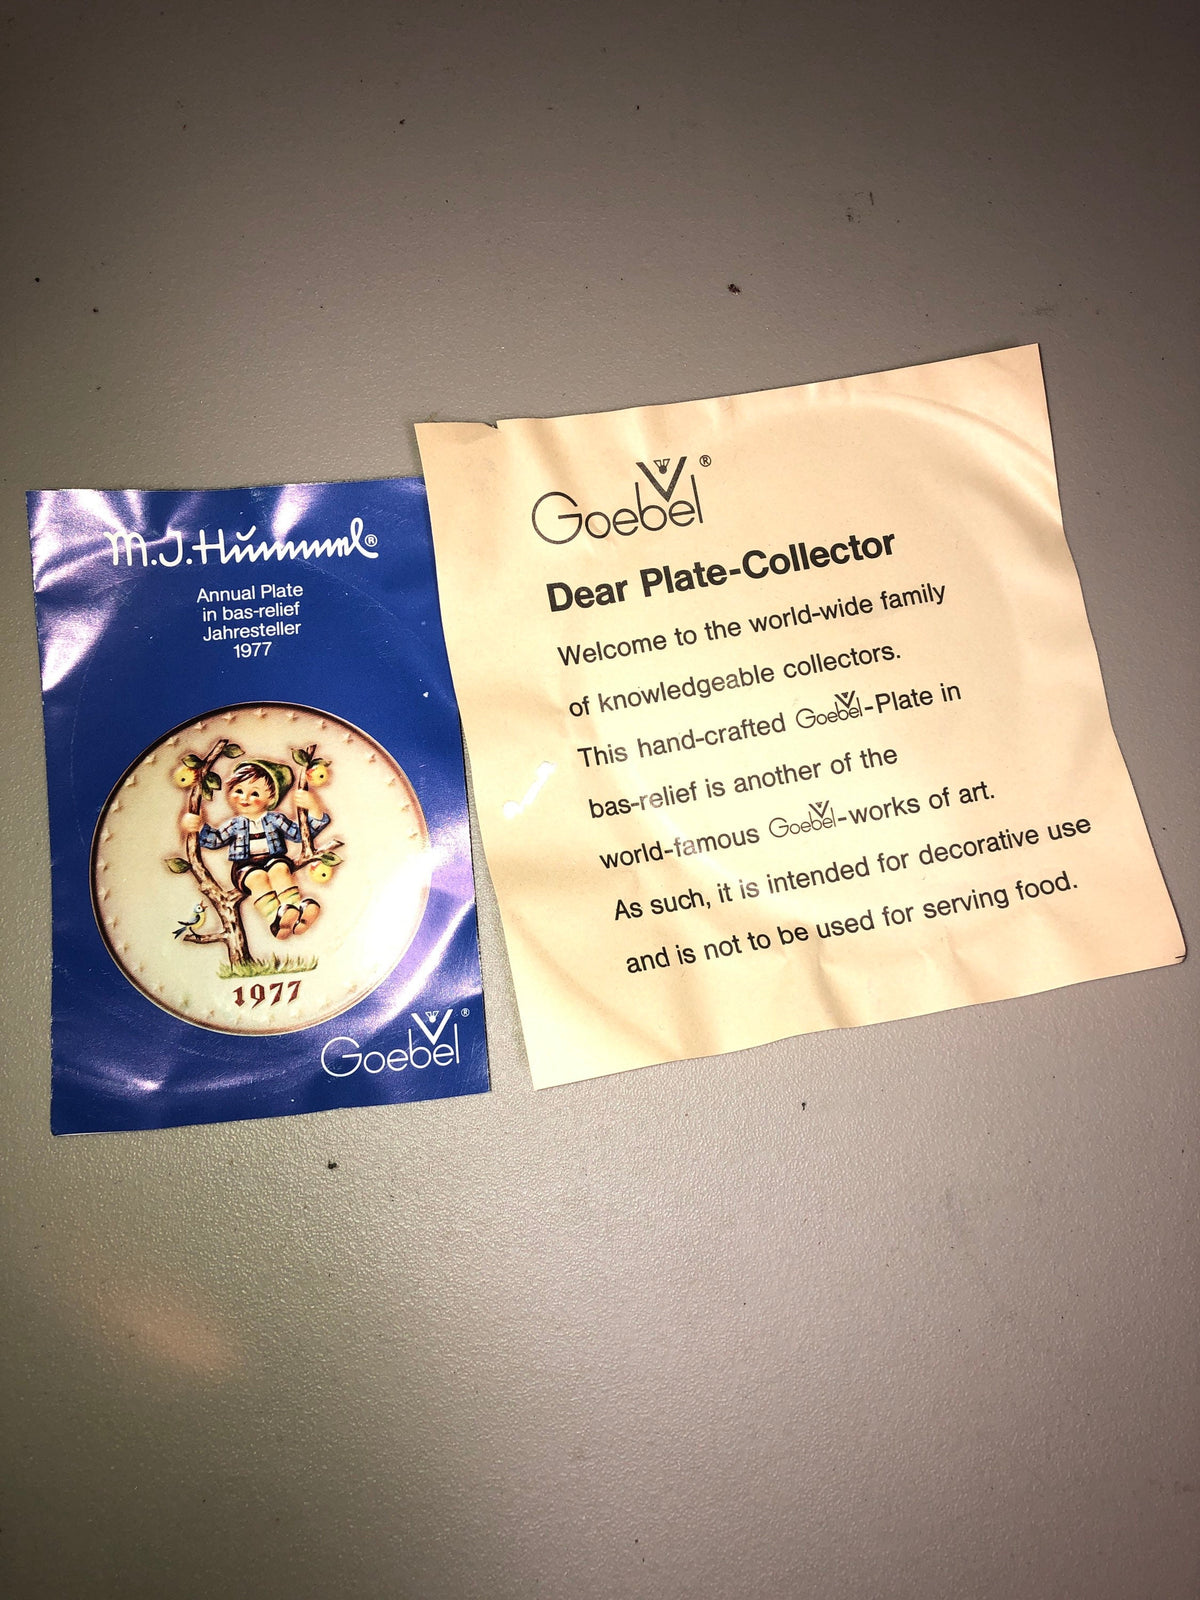 M.J.Hummel®
Annual Plate
in bas-relief
Jahresteller
1977
1977
Goebel®
Goebel®
Dear Plate-Collector
Welcome to the world-wide family
of knowledgeable collectors.
This hand-crafted Goebel-Plate in
bas-relief is another of the
world-famous Goebel-works of art.
As such, it is intended for decorative use
and is not to be used for serving food.